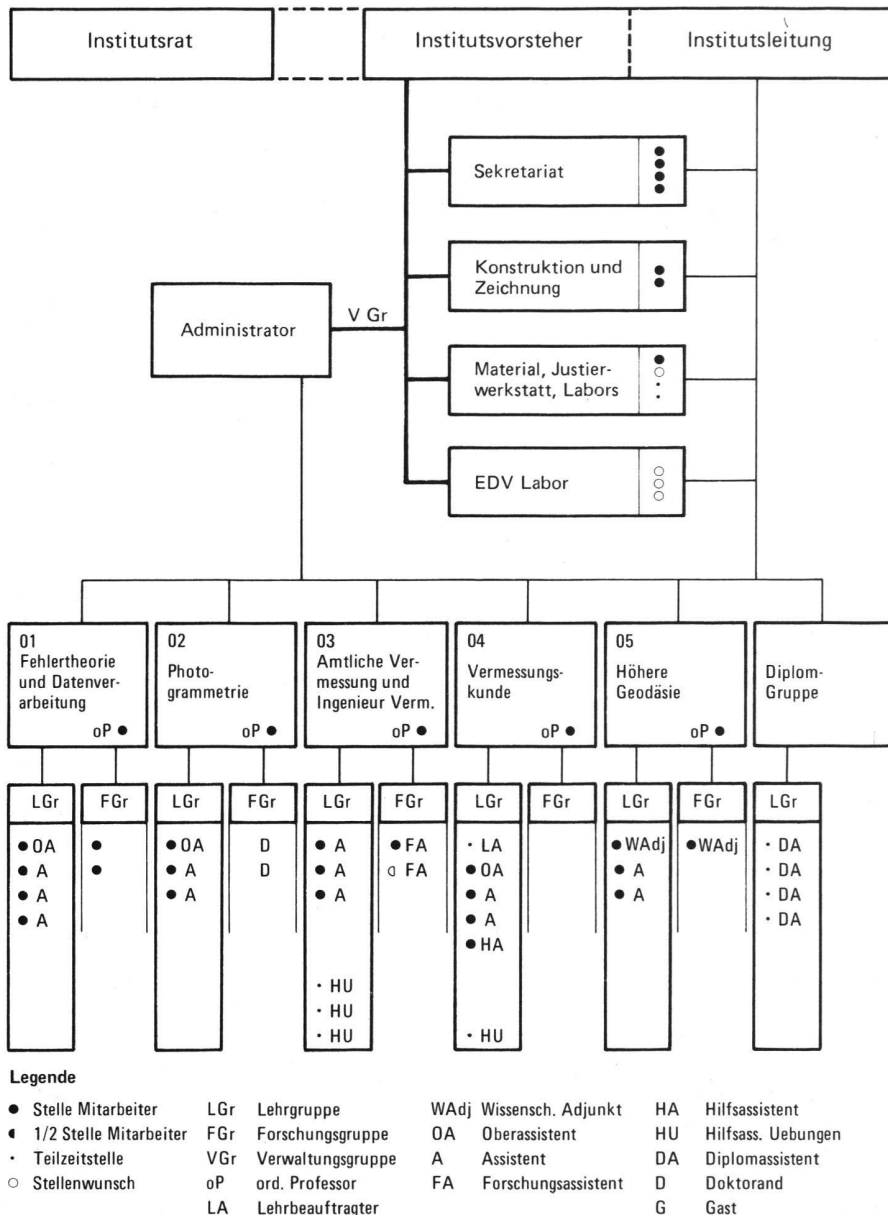 Institutsrat
Institutsvorsteher
Institutsleitung
Sekretariat
Konstruktion und
Zeichnung
Administrator
V Gr
Material, Justier-
werkstatt, Labors
EDV Labor
01
Fehlertheorie
und Datenver-
arbeitung
oP ●
02
Photo-
grammetrie
oP ●
03
Amtliche Ver-
messung und
Ingenieur Verm.
oP ●
04
Vermessungs-
kunde
oP ●
05
Höhere
Geodäsie
oP ●
Diplom-
Gruppe
LGr FGr LGr FGr LGr FGr LGr FGr LGr FGr LGr
● OA ● ● OA D ● A ● FA · LA ● WAdj ● WAdj · DA
● A ● ● A D ● A ◖ FA ● OA ● A · DA
● A ● A ● A ● A ● A · DA
● A ● A · DA
● HA
· HU
· HU
· HU · HU
Legende
● Stelle Mitarbeiter LGr Lehrgruppe WAdj Wissensch. Adjunkt HA Hilfsassistent
◖ 1/2 Stelle Mitarbeiter FGr Forschungsgruppe OA Oberassistent HU Hilfsass. Uebungen
· Teilzeitstelle VGr Verwaltungsgruppe A Assistent DA Diplomassistent
○ Stellenwunsch oP ord. Professor FA Forschungsassistent D Doktorand
LA Lehrbeauftragter G Gast